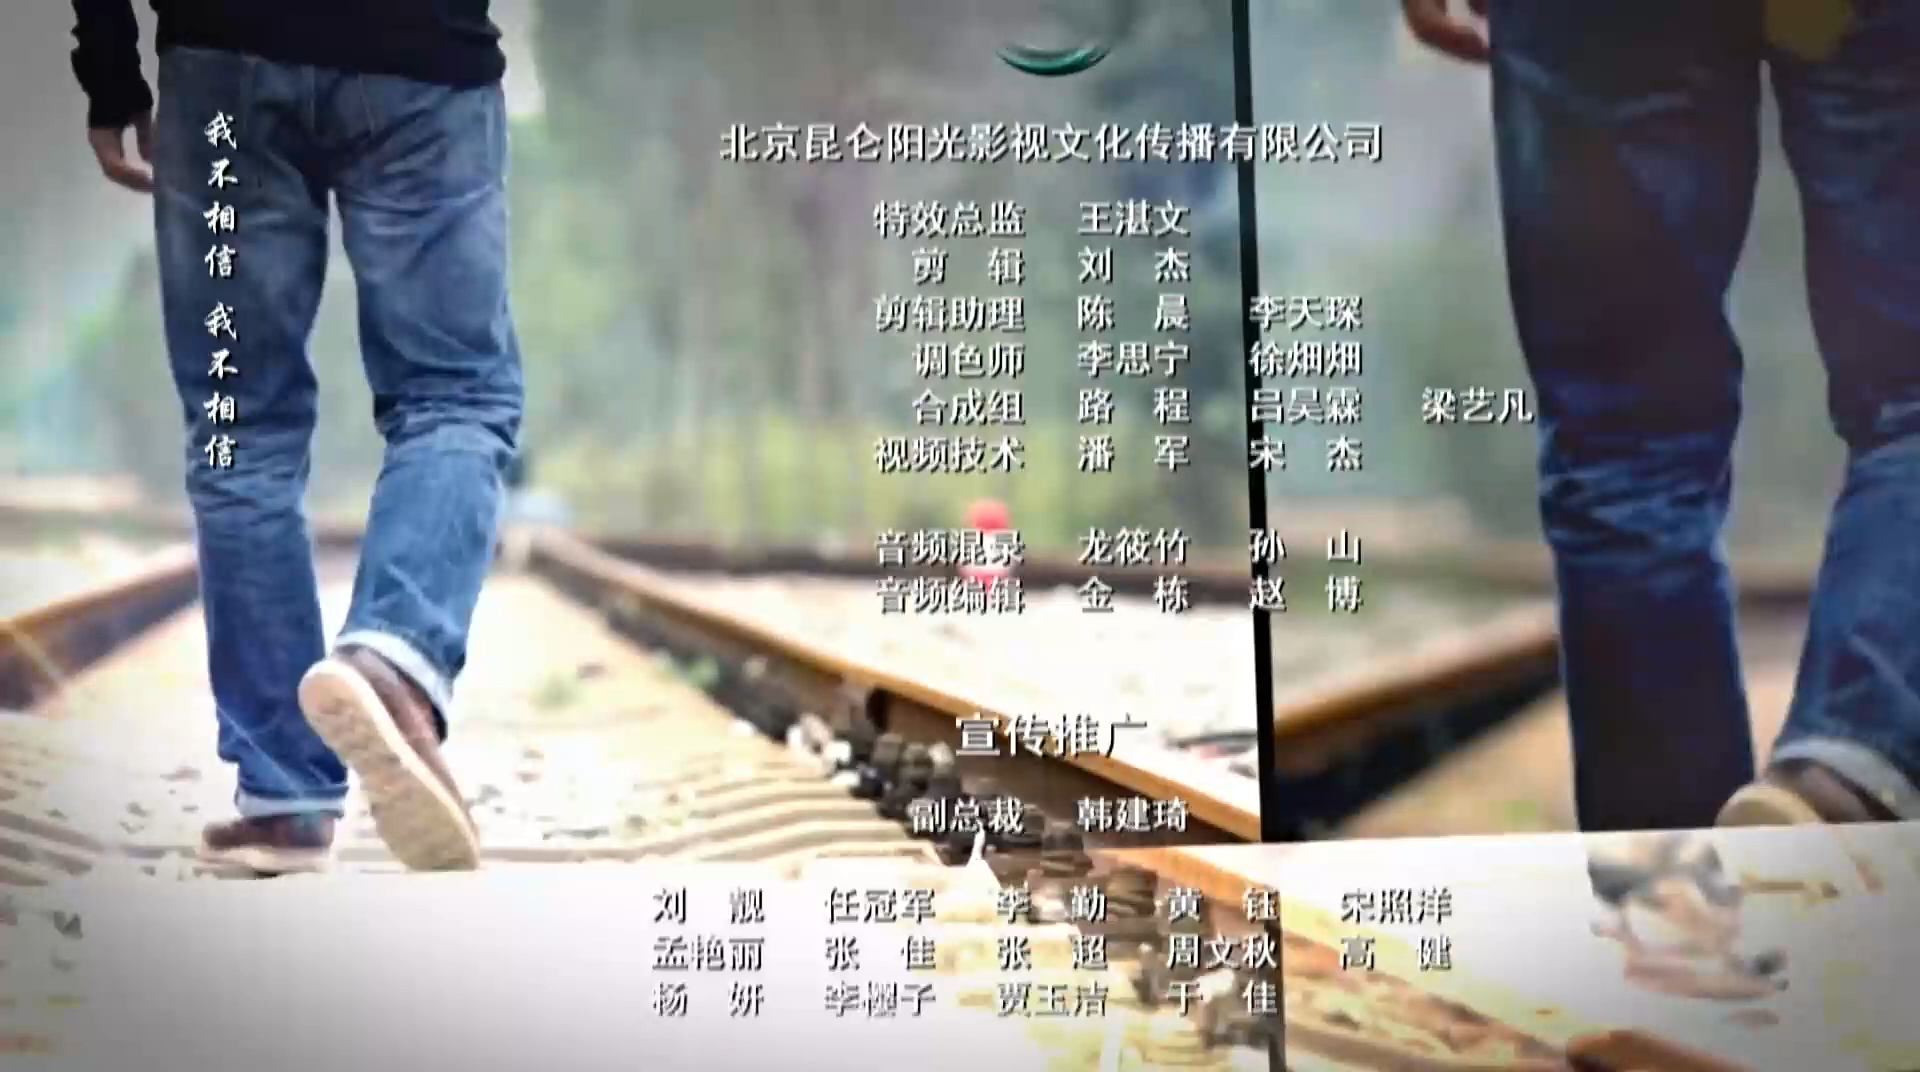 我不相信 我不相信
北京昆仑阳光影视文化传播有限公司
特效总监 王湛文
剪辑 刘杰
剪辑助理 陈晨 李天琛
调色师 李思宁 徐畑畑
合成组 路程 吕昊霖 梁艺凡
视频技术 潘军 宋杰
音频混录 龙筱竹 孙山
音频编辑 金栋 赵博
宣传推广
副总裁 韩建琦
刘靓 任冠军 李勤 黄钰 宋照洋
孟艳丽 张佳 张超 周文秋 高健
杨妍 李樱子 贾玉洁 于佳